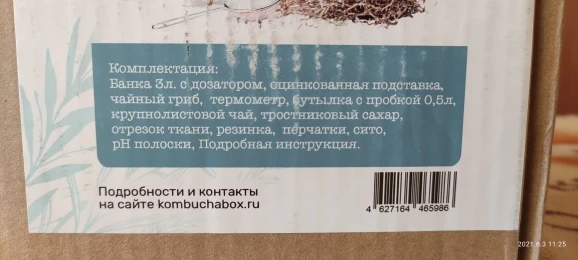 Комплектация:
Банка 3л. с дозатором, оцинкованная подставка,
чайный гриб, термометр, бутылка с пробкой 0,5л,
крупнолистовой чай, тростниковый сахар,
отрезок ткани, резинка, перчатки, сито,
pH полоски, Подробная инструкция.
Подробности и контакты
на сайте kombuchabox.ru
4 627164 465986
2021.6.3 11:25